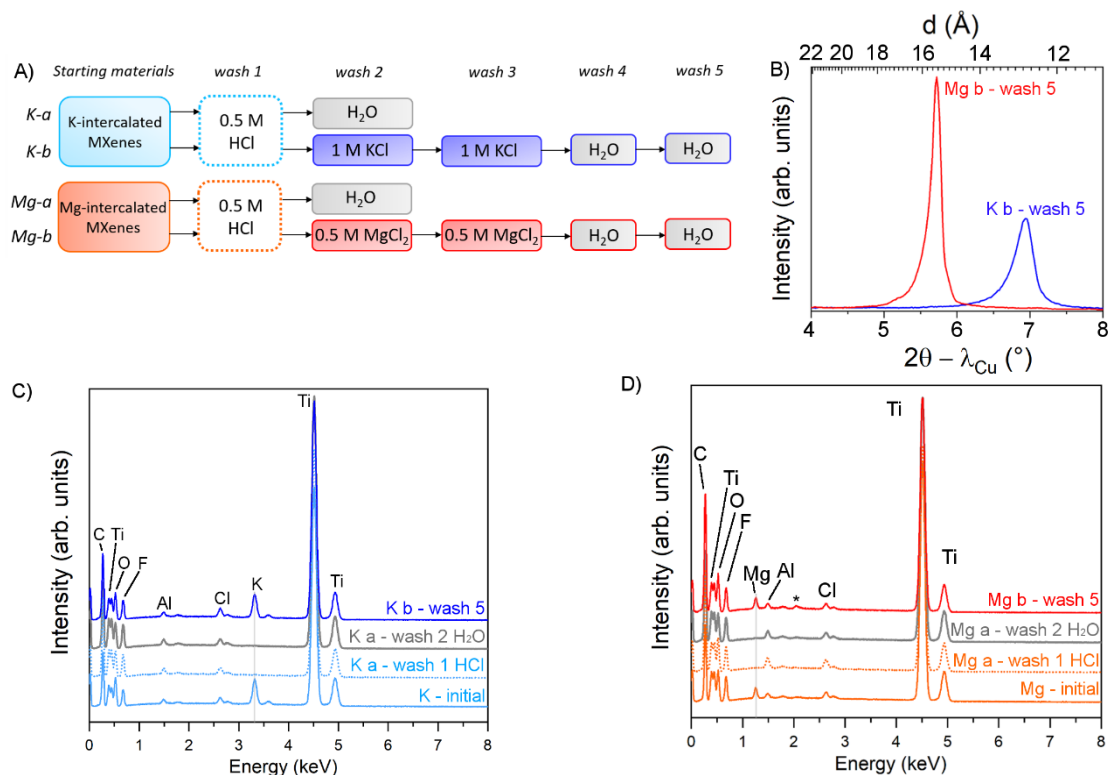 A)
Starting materials wash 1 wash 2 wash 3 wash 4 wash 5
K-a
K-b
K-intercalated
MXenes
0.5 M
HCl
H₂O
1 M KCl
1 M KCl
H₂O
H₂O
Mg-a
Mg-b
Mg-intercalated
MXenes
0.5 M
HCl
H₂O
0.5 M MgCl₂
0.5 M MgCl₂
H₂O
H₂O
B)
d (Å)
22 20 18 16 14 12
Mg b - wash 5
K b - wash 5
Intensity (arb. units)
4 5 6 7 8
2θ – λCu (°)
C)
Intensity (arb. units)
C
Ti
O
F
Al
Cl
K
Ti
Ti
K b - wash 5
K a - wash 2 H₂O
K a - wash 1 HCl
K - initial
0 1 2 3 4 5 6 7 8
Energy (keV)
D)
Intensity (arb. units)
C
Ti
O
F
Mg
Al
*
Cl
Ti
Ti
Mg b - wash 5
Mg a - wash 2 H₂O
Mg a - wash 1 HCl
Mg - initial
0 1 2 3 4 5 6 7 8
Energy (keV)